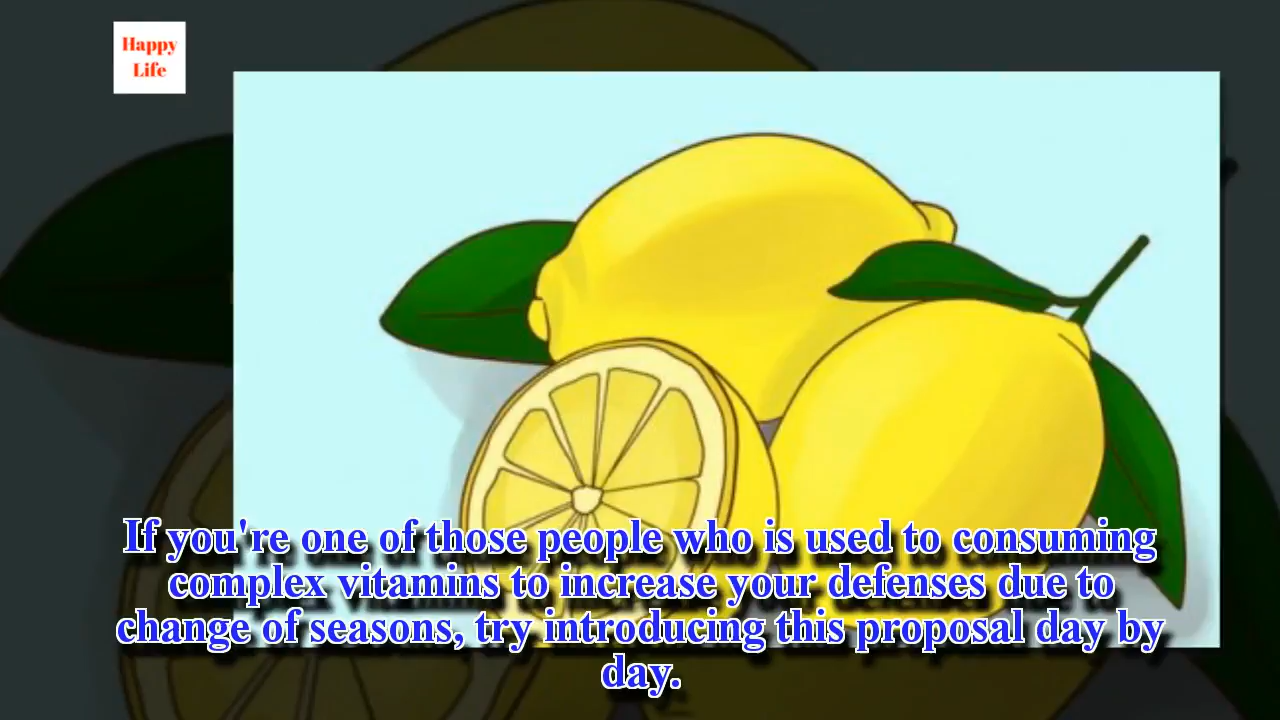 Happy
Life
If you're one of those people who is used to consuming
complex vitamins to increase your defenses due to
change of seasons, try introducing this proposal day by
day.